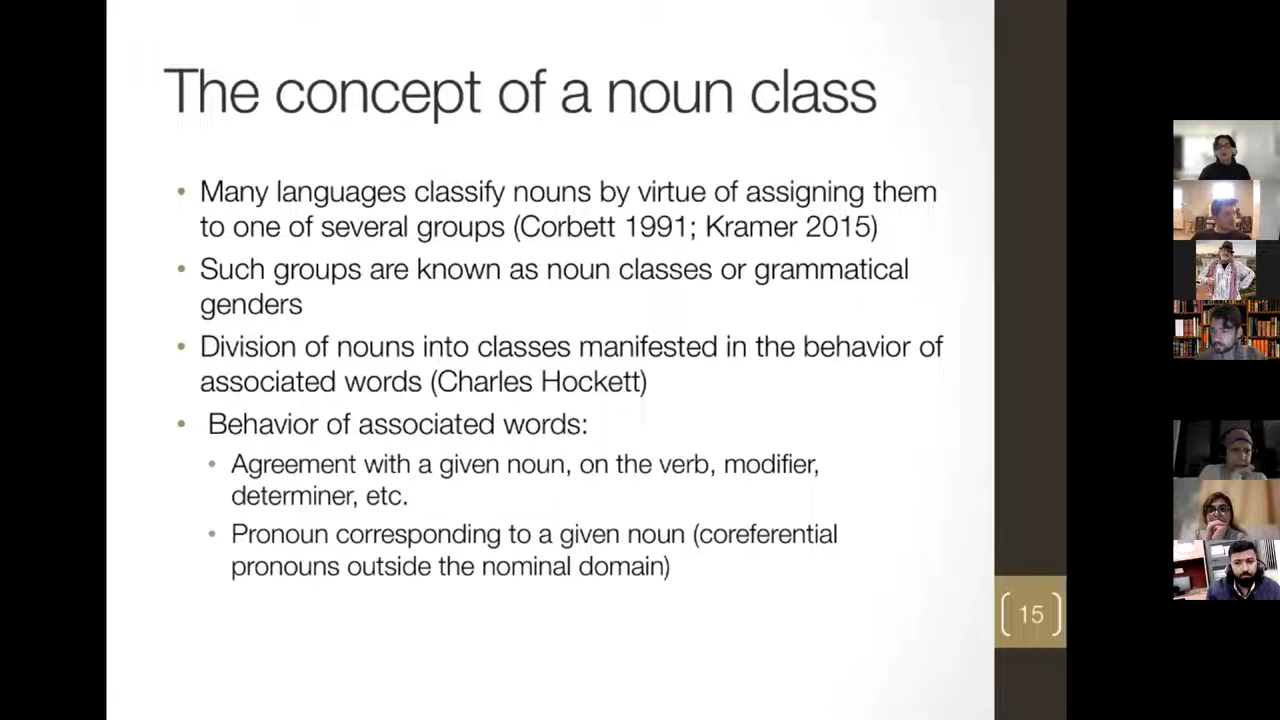 The concept of a noun class
• Many languages classify nouns by virtue of assigning them
to one of several groups (Corbett 1991; Kramer 2015)
• Such groups are known as noun classes or grammatical
genders
• Division of nouns into classes manifested in the behavior of
associated words (Charles Hockett)
• Behavior of associated words:
• Agreement with a given noun, on the verb, modifier,
determiner, etc.
• Pronoun corresponding to a given noun (coreferential
pronouns outside the nominal domain)
15